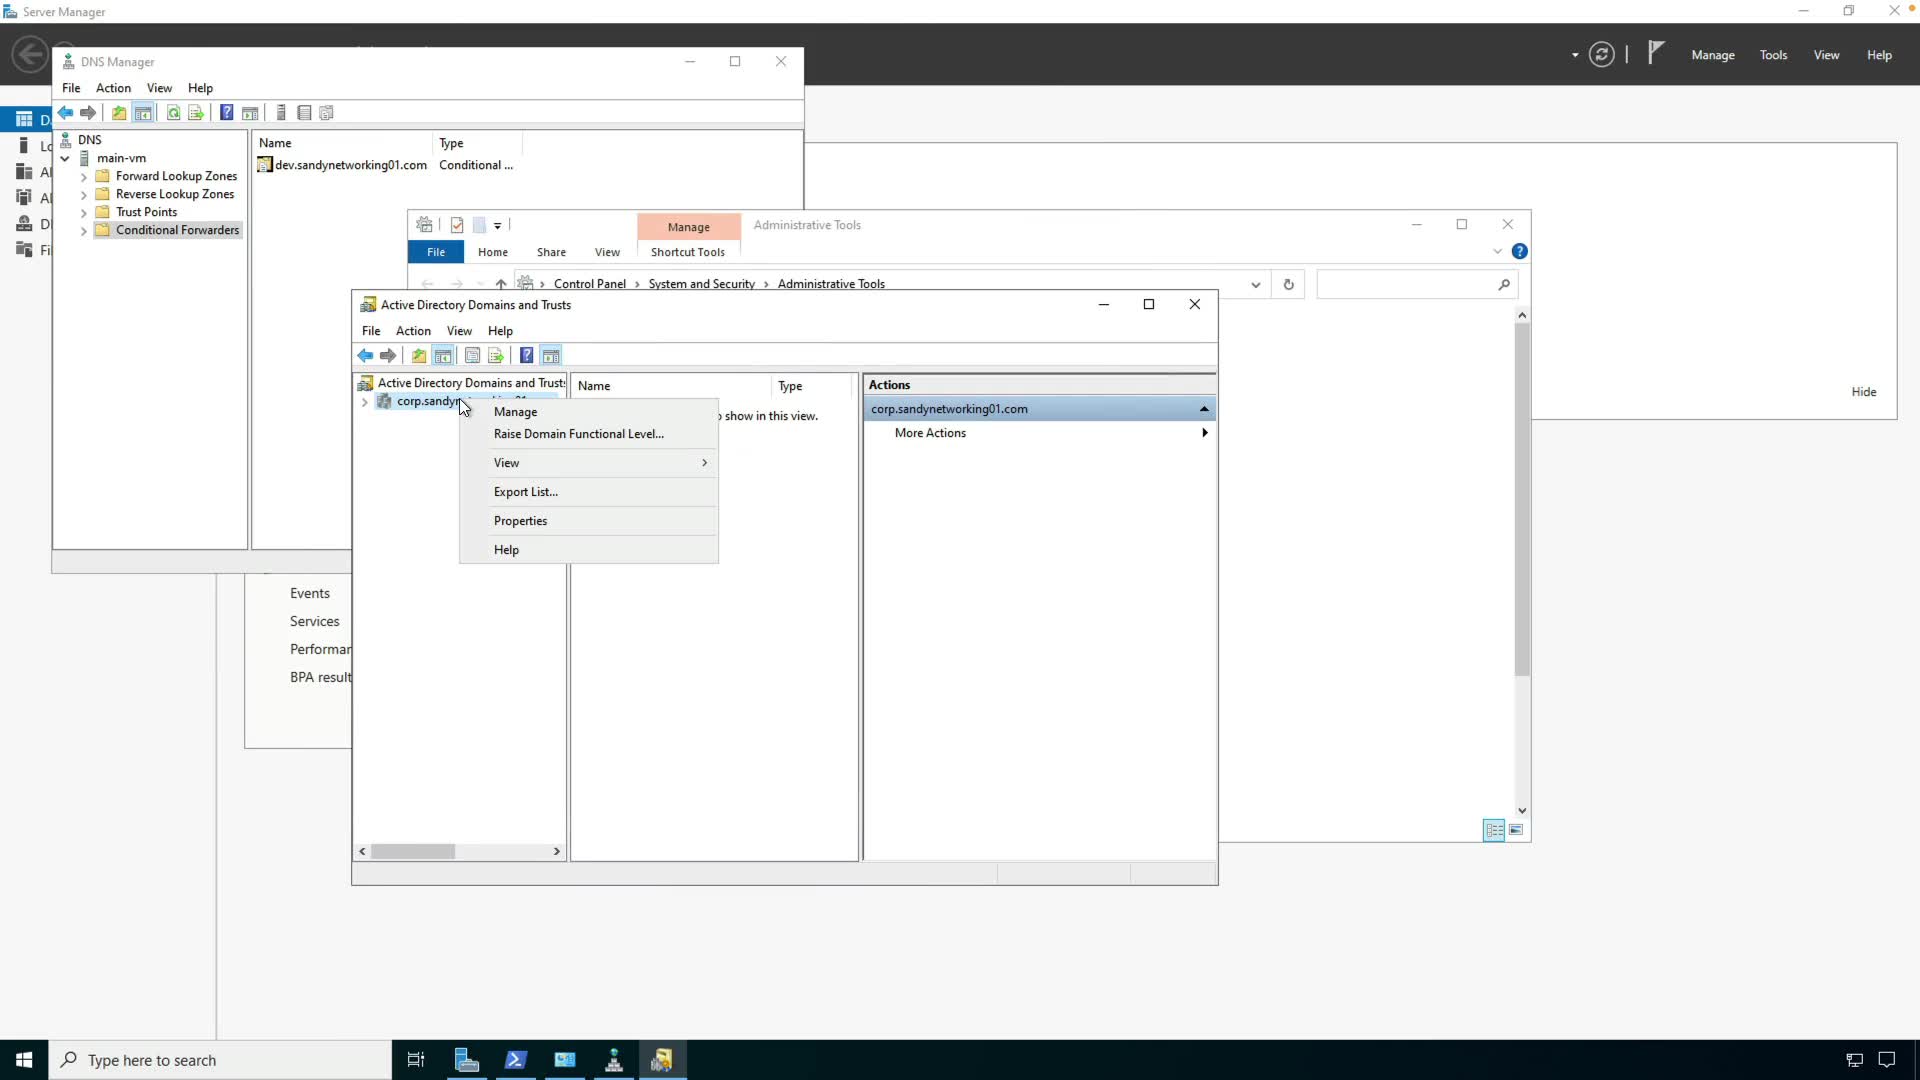 Server Manager
Manage
Tools
View
Help
DNS Manager
File
Action
View
Help
DNS
main-vm
Forward Lookup Zones
Reverse Lookup Zones
Trust Points
Conditional Forwarders
Name
Type
dev.sandynetworking01.com
Conditional ...
Manage
Administrative Tools
File
Home
Share
View
Shortcut Tools
Control Panel
System and Security
Administrative Tools
Active Directory Domains and Trusts
File
Action
View
Help
Active Directory Domains and Trusts
corp.sandyn
Name
Type
show in this view.
Manage
Raise Domain Functional Level...
View
Export List...
Properties
Help
Actions
corp.sandynetworking01.com
More Actions
Hide
Events
Services
Performan
BPA result
Type here to search